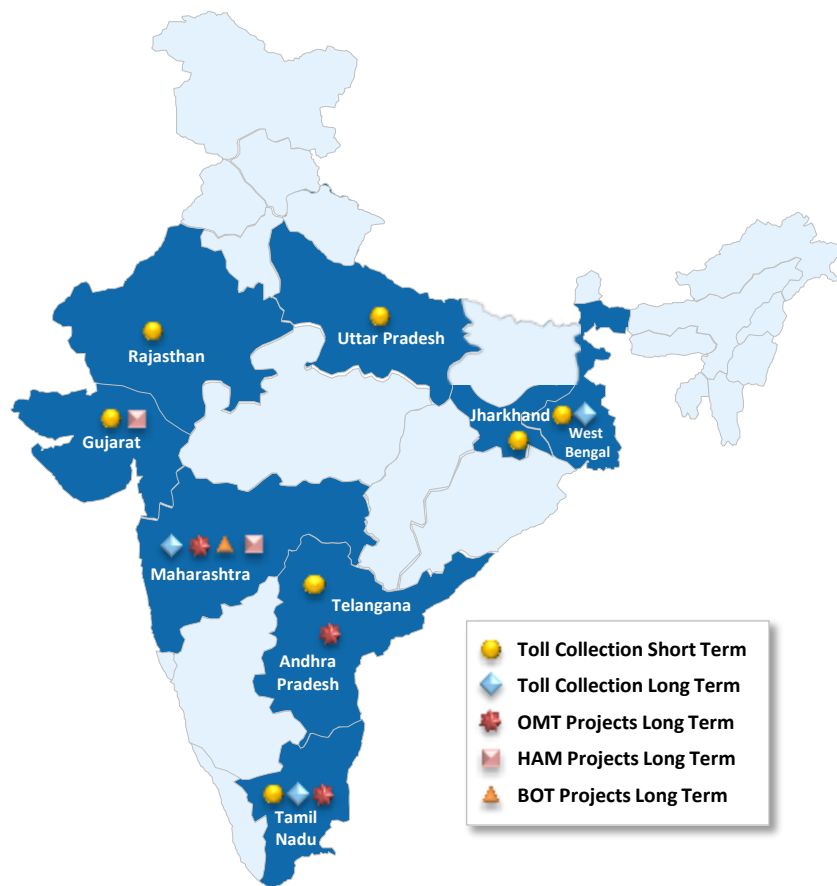 Rajasthan
Uttar Pradesh
Gujarat
Jharkhand
West
Bengal
Maharashtra
Telangana
Andhra
Pradesh
Tamil
Nadu
Toll Collection Short Term
Toll Collection Long Term
OMT Projects Long Term
HAM Projects Long Term
BOT Projects Long Term